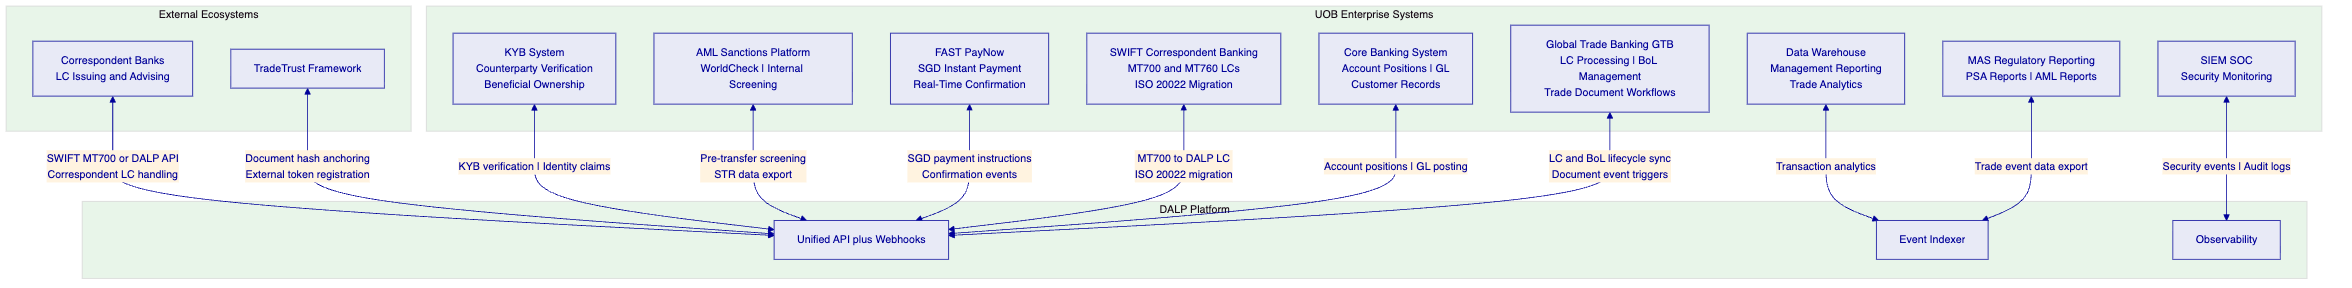 External Ecosystems
Correspondent Banks
LC Issuing and Advising
TradeTrust Framework
UOB Enterprise Systems
KYB System
Counterparty Verification
Beneficial Ownership
AML Sanctions Platform
WorldCheck | Internal
Screening
FAST PayNow
SGD Instant Payment
Real-Time Confirmation
SWIFT Correspondent Banking
MT700 and MT760 LCs
ISO 20022 Migration
Core Banking System
Account Positions | GL
Customer Records
Global Trade Banking GTB
LC Processing | BoL
Management
Trade Document Workflows
Data Warehouse
Management Reporting
Trade Analytics
MAS Regulatory Reporting
PSA Reports | AML Reports
SIEM SOC
Security Monitoring
SWIFT MT700 or DALP API
Correspondent LC handling
Document hash anchoring
External token registration
KYB verification | Identity claims
Pre-transfer screening
STR data export
SGD payment instructions
Confirmation events
MT700 to DALP LC
ISO 20022 migration
Account positions | GL posting
LC and BoL lifecycle sync
Document event triggers
Transaction analytics
Trade event data export
Security events | Audit logs
DALP Platform
Unified API plus Webhooks
Event Indexer
Observability